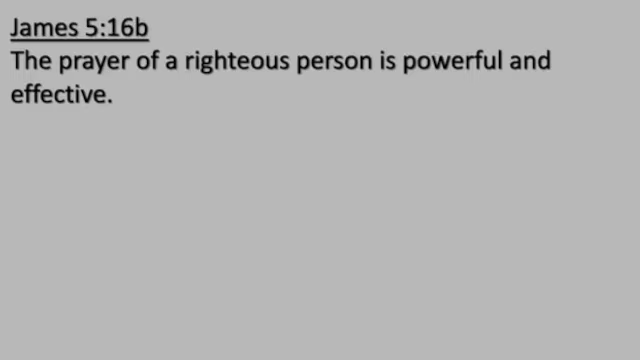 James 5:16b
The prayer of a righteous person is powerful and
effective.